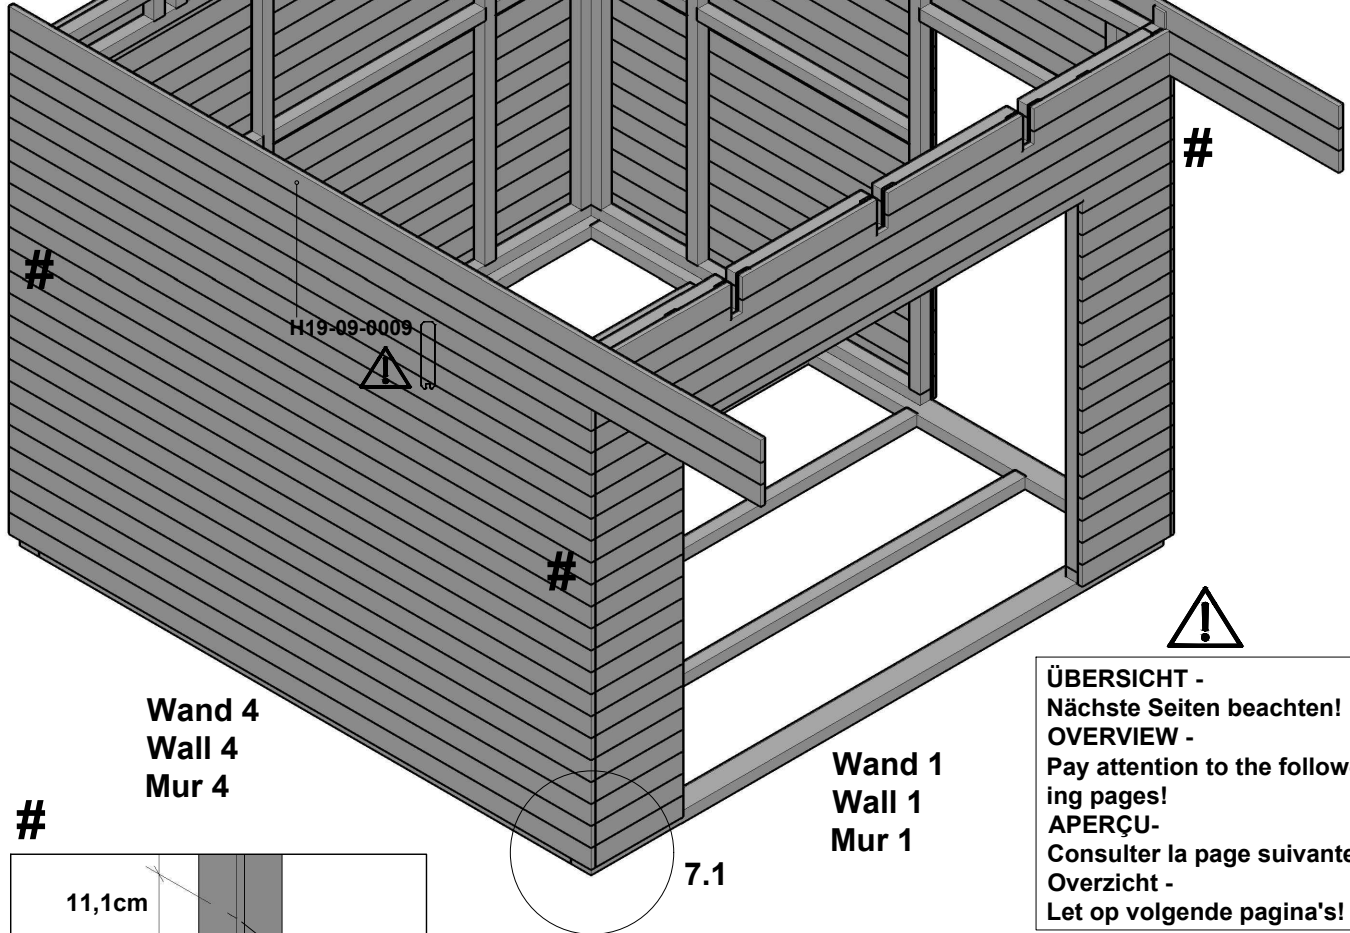 #
#
H19-09-0009
#
Wand 4
Wall 4
Mur 4
Wand 1
Wall 1
Mur 1
ÜBERSICHT -
Nächste Seiten beachten!
OVERVIEW -
Pay attention to the follow
ing pages!
APERÇU-
Consulter la page suivante
Overzicht -
Let op volgende pagina's!
#
11,1cm
7.1